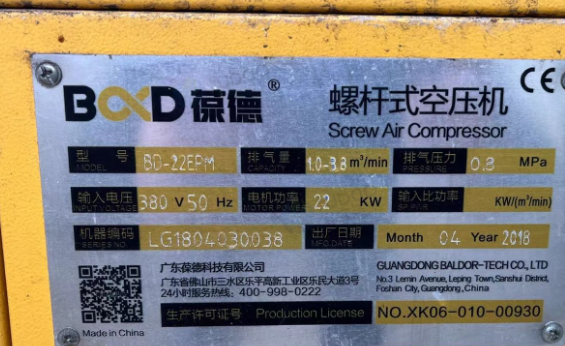 BOD 葆德® CE
螺杆式空压机
Screw Air Compressor
型 号 MODEL BD-22EPM 排气量 CAPACITY 1.0-3.8 m³/min 排气压力 PRESSURE 0.8 MPa
输入电压 INPUT VOLTAGE 380 V 50 Hz 电机功率 MOTOR POWER 22 KW 输入比功率 KW/(m³/min)
机器编码 SERIES NO. LG1804030038 出厂日期 MFG.DATE Month 04 Year 2018
广东葆德科技有限公司
广东省佛山市三水区乐平高新工业区乐民大道3号
24小时服务热线: 400-998-0222
GUANGDONG BALDOR-TECH CO., LTD
No.3 Lemin Avenue, Leping Town, Sanshui District,
Foshan City, Guangdong, China
生产许可证号 Production License NO.XK06-010-00930
Made in China